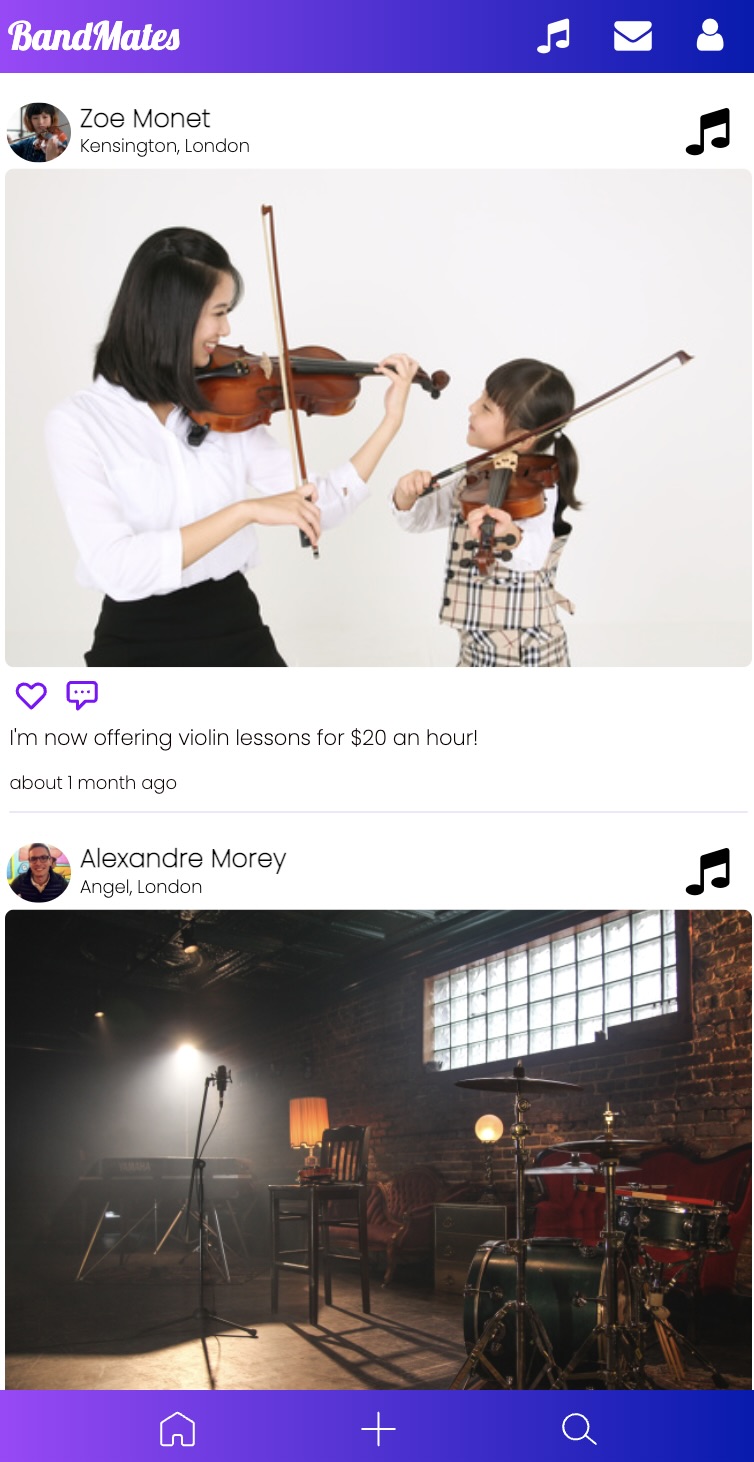 BandMates
Zoe Monet
Kensington, London
I'm now offering violin lessons for $20 an hour!
about 1 month ago
Alexandre Morey
Angel, London
YAMAHA